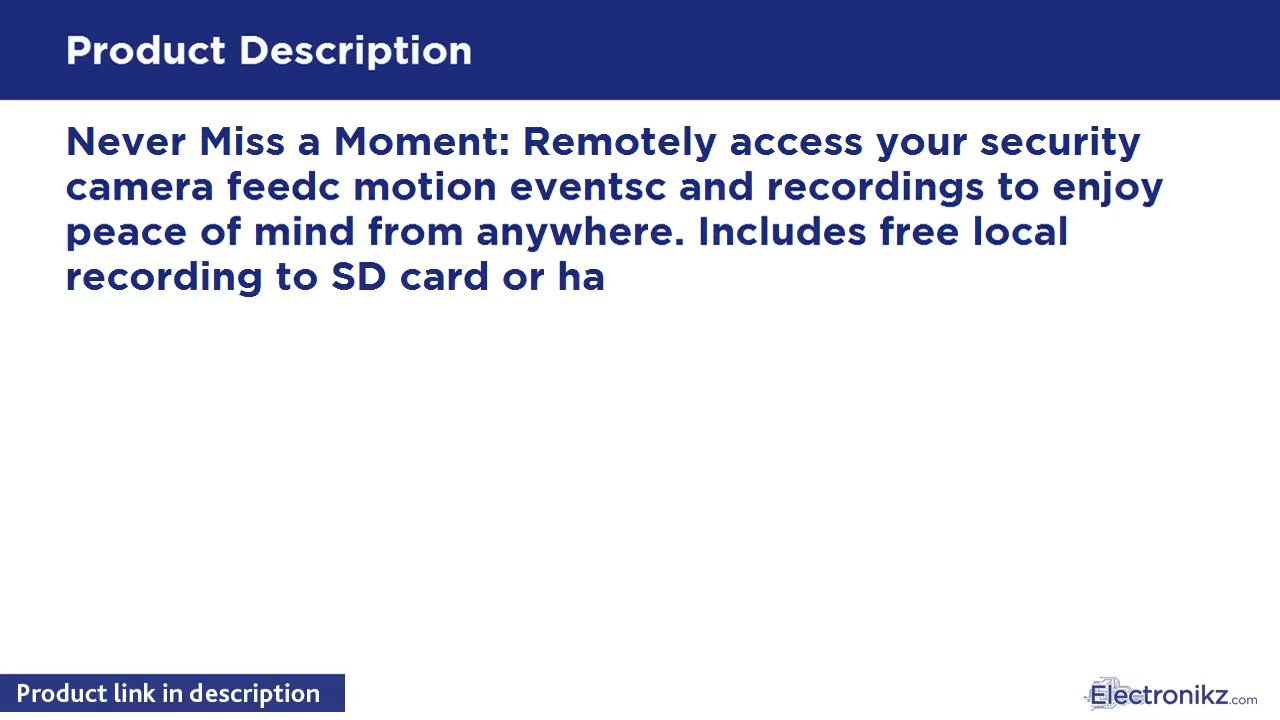 Product Description
Never Miss a Moment: Remotely access your security
camera feedc motion eventsc and recordings to enjoy
peace of mind from anywhere. Includes free local
recording to SD card or ha
Product link in description
Electronikz.com